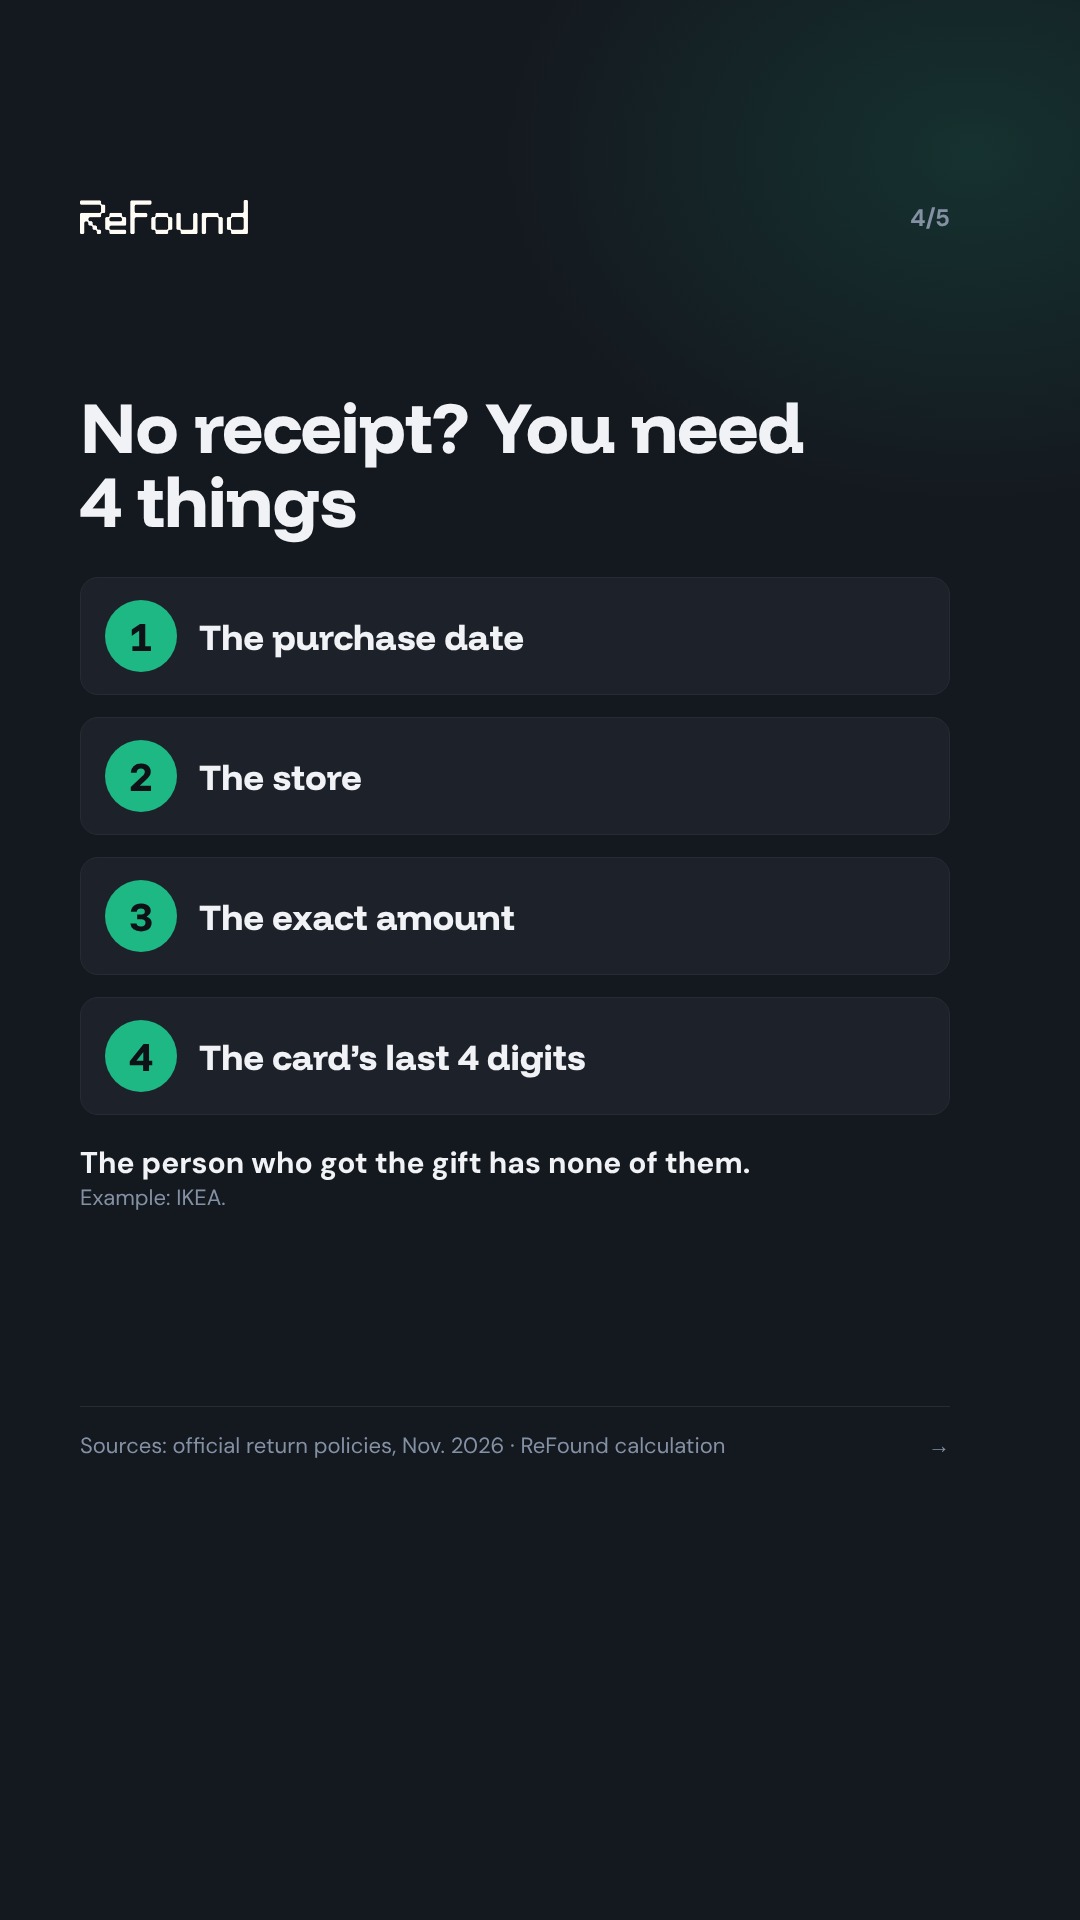 ReFound
4/5
No receipt? You need
4 things
1 The purchase date
2 The store
3 The exact amount
4 The card’s last 4 digits
The person who got the gift has none of them.
Example: IKEA.
Sources: official return policies, Nov. 2026 · ReFound calculation →